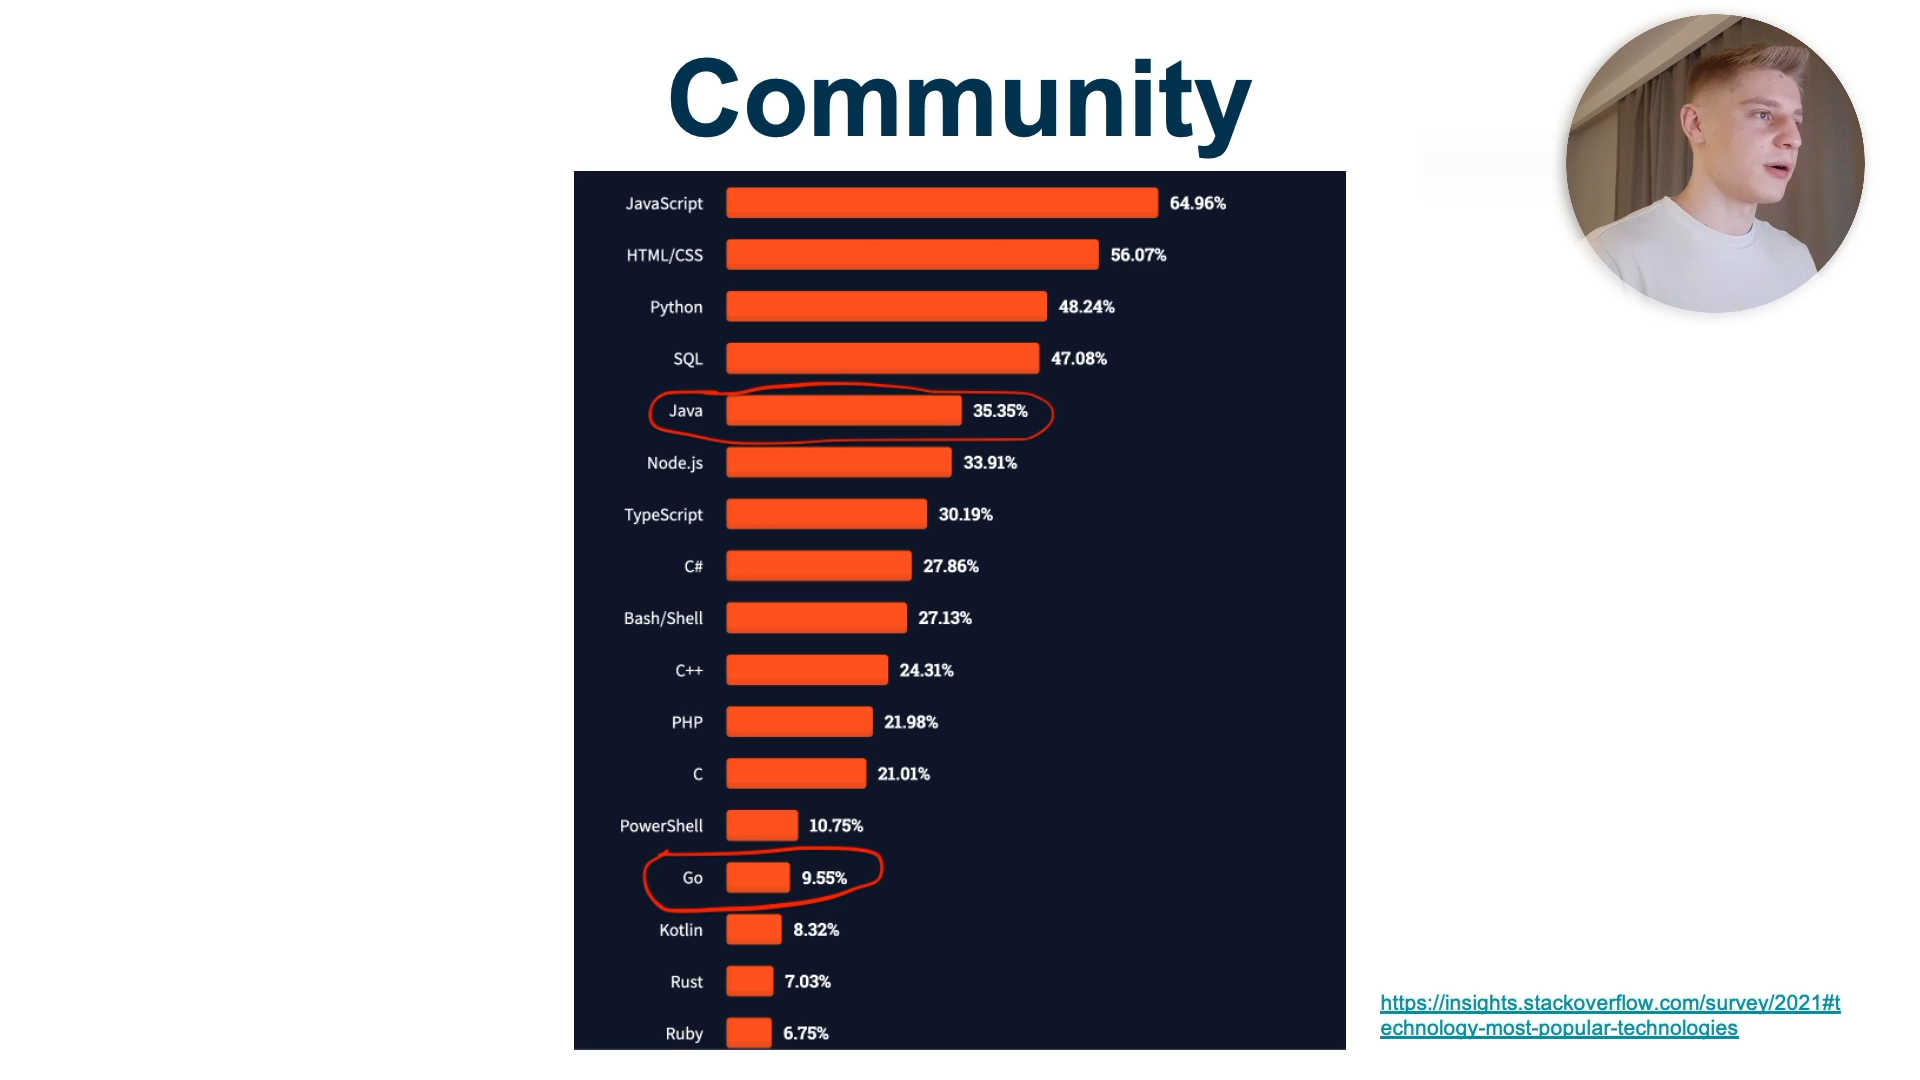 Community
JavaScript 64.96%
HTML/CSS 56.07%
Python 48.24%
SQL 47.08%
Java 35.35%
Node.js 33.91%
TypeScript 30.19%
C# 27.86%
Bash/Shell 27.13%
C++ 24.31%
PHP 21.98%
C 21.01%
PowerShell 10.75%
Go 9.55%
Kotlin 8.32%
Rust 7.03%
Ruby 6.75%
https://insights.stackoverflow.com/survey/2021#t
echnology-most-popular-technologies